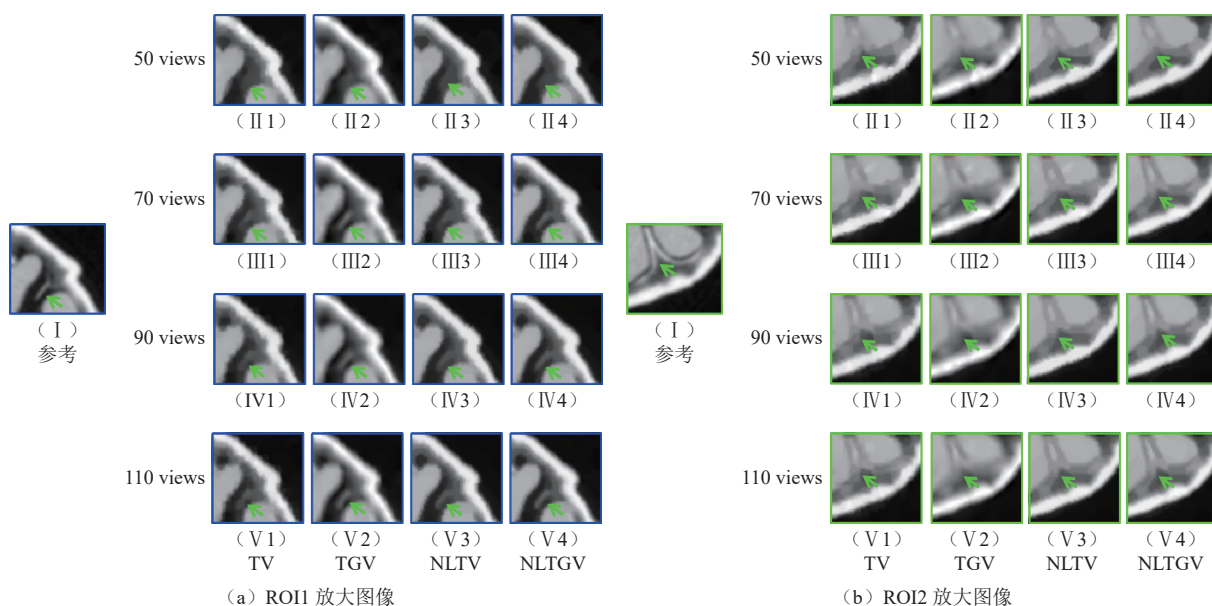 50 views
（Ⅱ1） （Ⅱ2） （Ⅱ3） （Ⅱ4）
70 views
（Ⅲ1） （Ⅲ2） （Ⅲ3） （Ⅲ4）
（Ⅰ）
参考
90 views
（Ⅳ1） （Ⅳ2） （Ⅳ3） （Ⅳ4）
110 views
（Ⅴ1） （Ⅴ2） （Ⅴ3） （Ⅴ4）
TV TGV NLTV NLTGV
（a）ROI1 放大图像
50 views
（Ⅱ1） （Ⅱ2） （Ⅱ3） （Ⅱ4）
70 views
（Ⅲ1） （Ⅲ2） （Ⅲ3） （Ⅲ4）
（Ⅰ）
参考
90 views
（Ⅳ1） （Ⅳ2） （Ⅳ3） （Ⅳ4）
110 views
（Ⅴ1） （Ⅴ2） （Ⅴ3） （Ⅴ4）
TV TGV NLTV NLTGV
（b）ROI2 放大图像